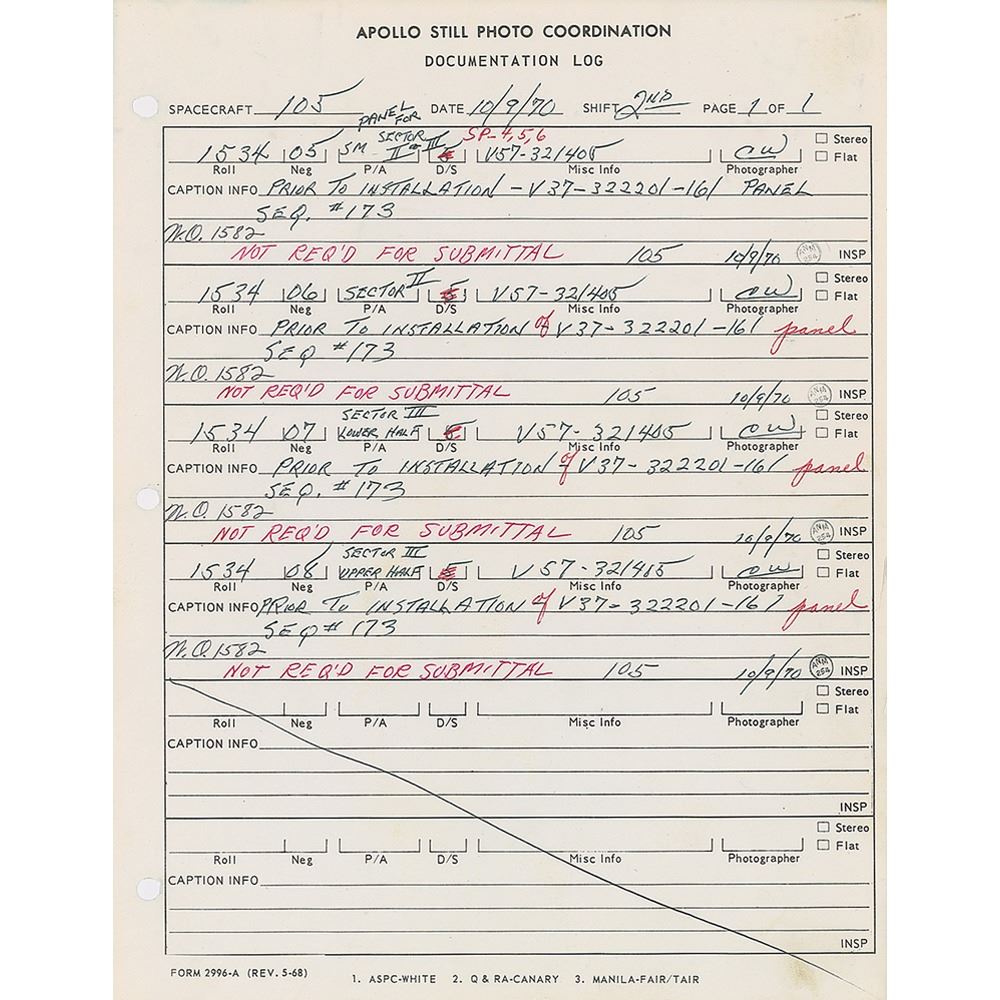 APOLLO STILL PHOTO COORDINATION
DOCUMENTATION LOG
SPACECRAFT 105 DATE 10/9/70 SHIFT 2ND PAGE 1 OF 1
PANEL FOR
SM SECTOR II & III SP-4,5,6
1534 05 5 V57-321405 CW Stereo
Roll Neg P/A D/S Misc Info Photographer Flat
CAPTION INFO PRIOR TO INSTALLATION - V37-322201-161 PANEL
SEQ. #173
W.O. 1582
NOT REQ'D FOR SUBMITTAL 105 10/9/70 INSP
1534 06 SECTOR II 5 V57-321405 CW Stereo
Roll Neg P/A D/S Misc Info Photographer Flat
CAPTION INFO PRIOR TO INSTALLATION of V37-322201-161 panel
SEQ #173
W.O. 1582
NOT REQ'D FOR SUBMITTAL 105 10/9/70 INSP
SECTOR III Stereo
1534 07 LOWER HALF V57-321405 CW Flat
Roll Neg P/A D/S Misc Info Photographer
CAPTION INFO PRIOR TO INSTALLATION of V37-322201-161 panel
SEQ. #173
W.O. 1582
NOT REQ'D FOR SUBMITTAL 105 10/9/70 INSP
SECTOR III Stereo
1534 08 UPPER HALF V57-321405 CW Flat
Roll Neg P/A D/S Misc Info Photographer
CAPTION INFO PRIOR TO INSTALLATION of V37-322201-161 panel
SEQ # 173
W.O. 1582
NOT REQ'D FOR SUBMITTAL 105 10/9/70 ANM 254 INSP
Stereo
Flat
Roll Neg P/A D/S Misc Info Photographer
CAPTION INFO
INSP
Stereo
Flat
Roll Neg P/A D/S Misc Info Photographer
CAPTION INFO
INSP
FORM 2996-A (REV. 5-68) 1. ASPC-WHITE 2. Q & RA-CANARY 3. MANILA-FAIR/TAIR